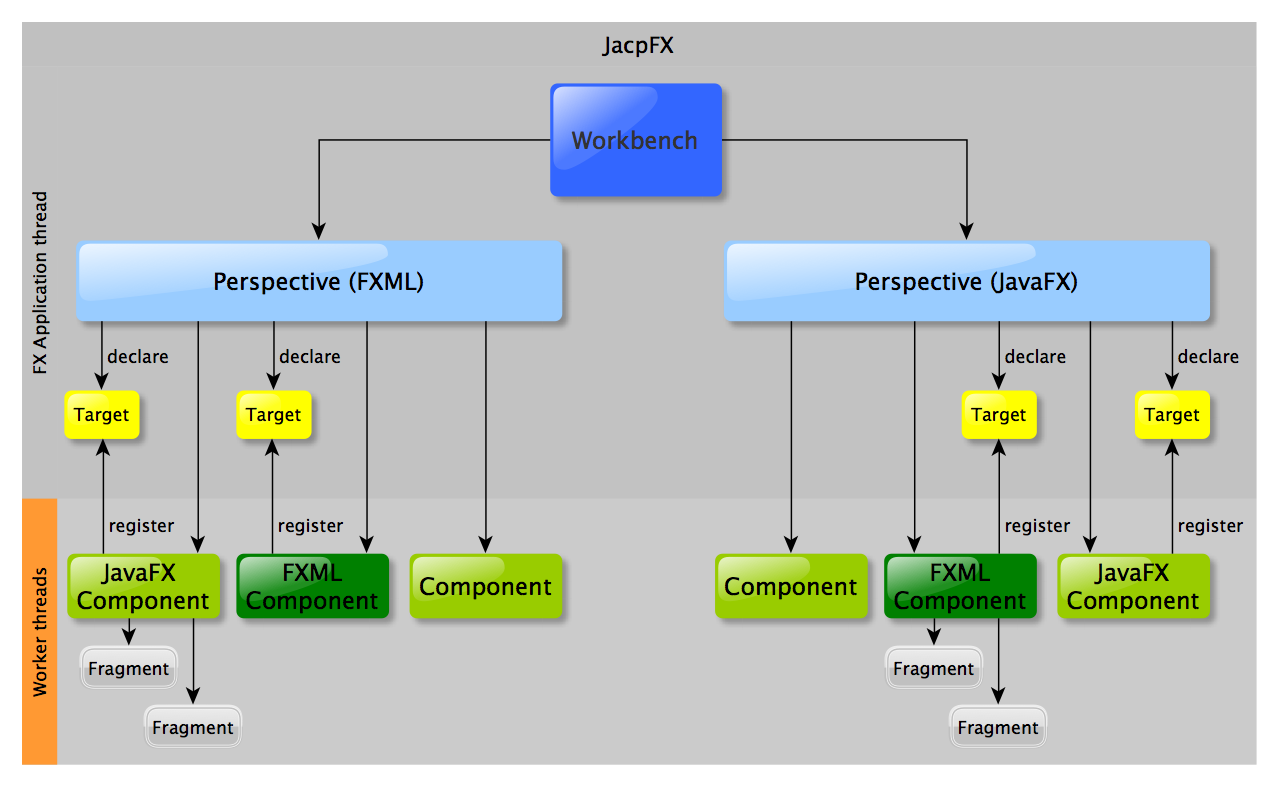 JacpFX
Workbench
FX Application thread
Perspective (FXML)
Perspective (JavaFX)
declare
declare
declare
declare
Target
Target
Target
Target
register
register
register
register
Worker threads
JavaFX
Component
FXML
Component
Component
Component
FXML
Component
JavaFX
Component
Fragment
Fragment
Fragment
Fragment